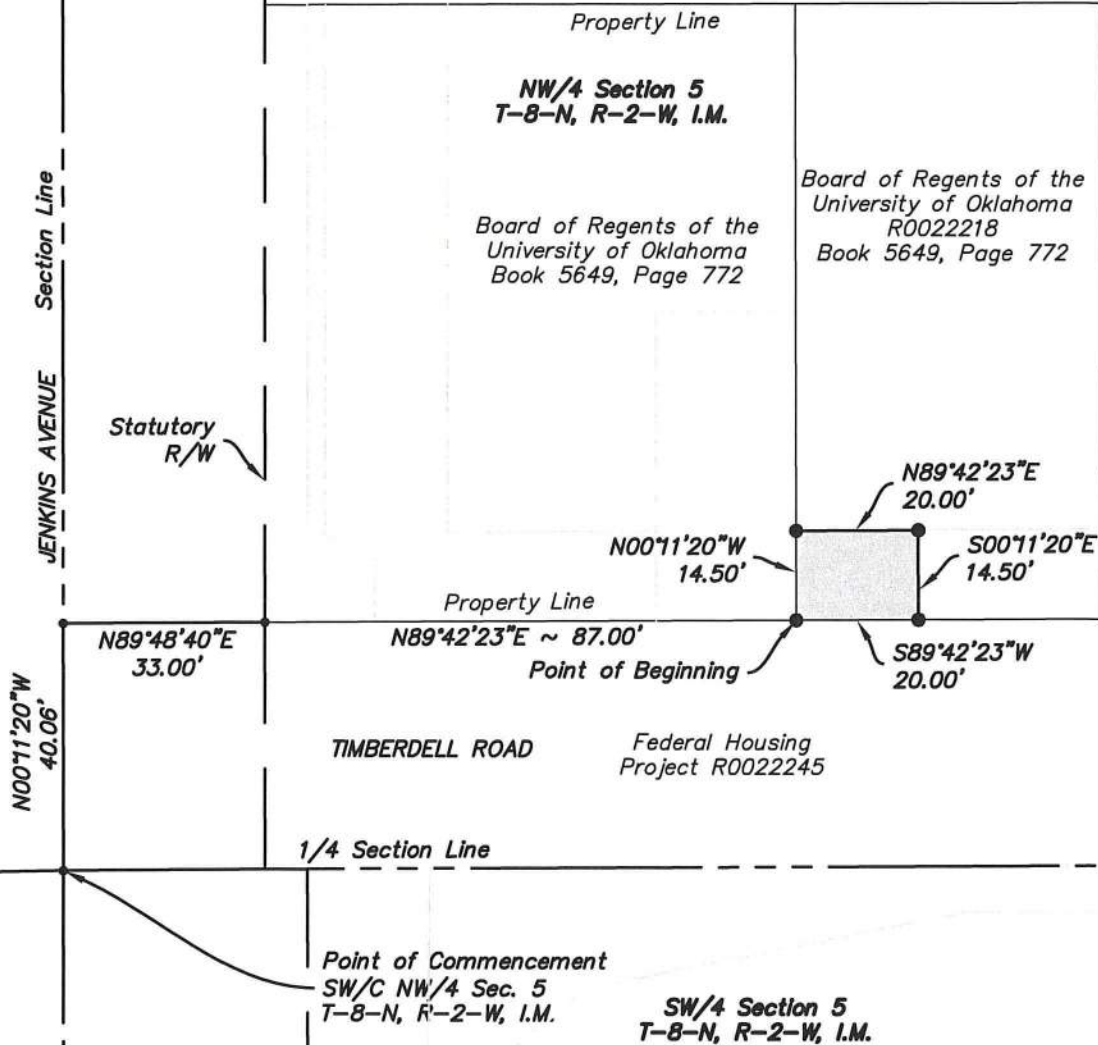 Property Line
NW/4 Section 5
T-8-N, R-2-W, I.M.
Board of Regents of the
University of Oklahoma
R0022218
Book 5649, Page 772
Board of Regents of the
University of Oklahoma
Book 5649, Page 772
Section Line
JENKINS AVENUE
Statutory
R/W
N89°42'23"E
20.00'
N00°11'20"W
14.50'
S00°11'20"E
14.50'
Property Line
N89°42'23"E ~ 87.00'
N89°48'40"E
33.00'
Point of Beginning
S89°42'23"W
20.00'
N00°11'20"W
40.06'
TIMBERDELL ROAD
Federal Housing
Project R0022245
1/4 Section Line
Point of Commencement
SW/C NW/4 Sec. 5
T-8-N, R-2-W, I.M.
SW/4 Section 5
T-8-N, R-2-W, I.M.